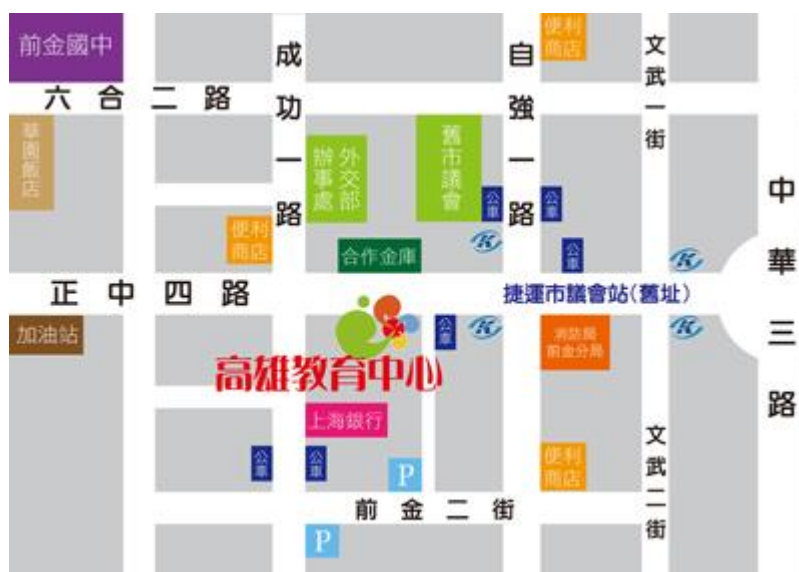 前金國中
成功一路
自強一路
便利
商店
文武一街
六合二路
華園飯店
外交部
辦事處
舊市議會
公車
公車
中華三路
便利
商店
合作金庫
公車
正中四路
捷運市議會站(舊址)
加油站
公車
消防局
前金分局
高雄教育中心
上海銀行
公車
公車
P
便利
商店
文武二街
前金二街
P